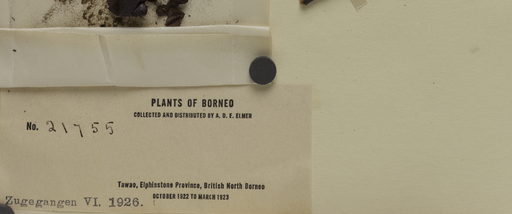 PLANTS OF BORNEO
COLLECTED AND DISTRIBUTED BY A. D. E. ELMER
No. 21755
Tawao, Elphinstone Province, British North Borneo
OCTOBER 1922 TO MARCH 1923
Zugegangen VI. 1926.